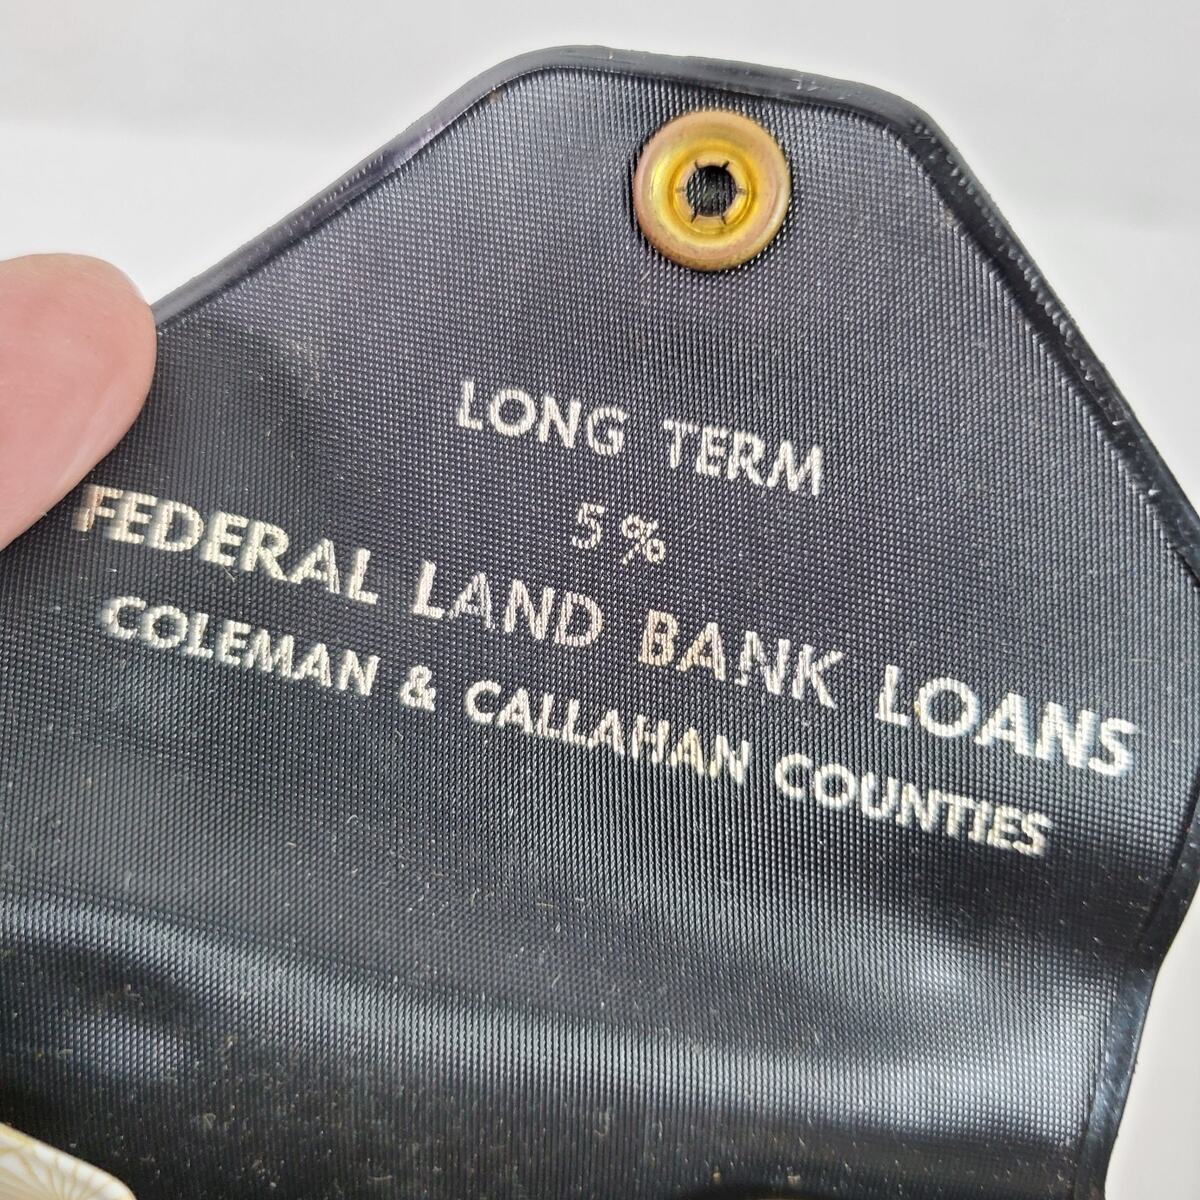 LONG TERM
5%
FEDERAL LAND BANK LOANS
COLEMAN & CALLAHAN COUNTIES